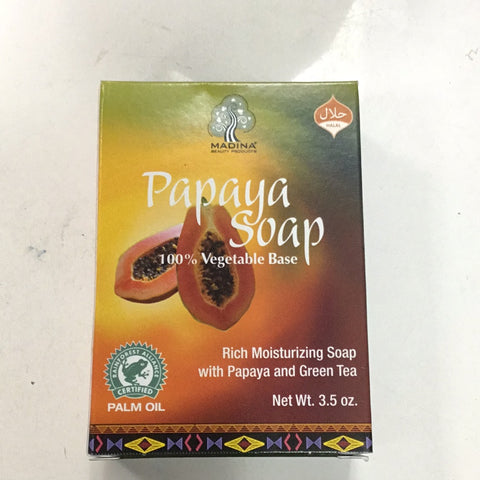 MADINA®
BEAUTY PRODUCTS
حلال
HALAL
Papaya
Soap
100% Vegetable Base
Rich Moisturizing Soap
with Papaya and Green Tea
Net Wt. 3.5 oz.
RAINFOREST ALLIANCE
CERTIFIED
PALM OIL